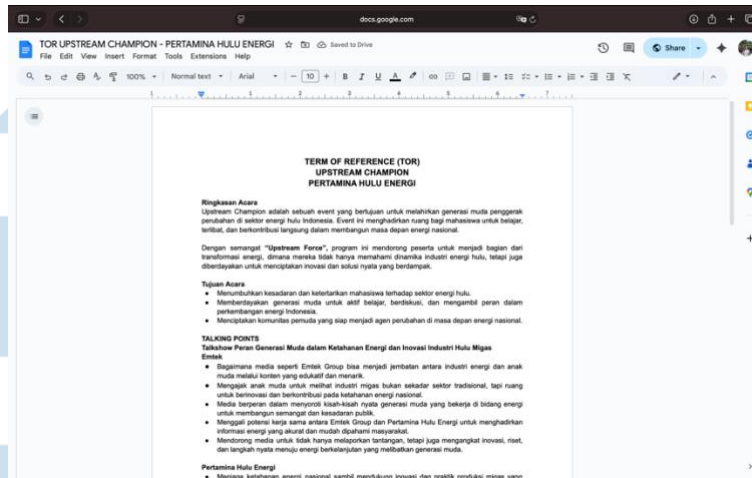 docs.google.com
TOR UPSTREAM CHAMPION - PERTAMINA HULU ENERGI
Saved to Drive
Share
File Edit View Insert Format Tools Extensions Help
100%
Normal text
Arial
10
TERM OF REFERENCE (TOR)
UPSTREAM CHAMPION
PERTAMINA HULU ENERGI
Ringkasan Acara
Upstream Champion adalah sebuah event yang bertujuan untuk melahirkan generasi muda penggerak
perubahan di sektor energi hulu Indonesia. Event ini menghadirkan ruang bagi mahasiswa untuk belajar,
terlibat, dan berkontribusi langsung dalam membangun masa depan energi nasional.
Dengan semangat "Upstream Force", program ini mendorong peserta untuk menjadi bagian dari
transformasi energi, dimana mereka tidak hanya memahami dinamika industri energi hulu, tetapi juga
diberdayakan untuk menciptakan inovasi dan solusi nyata yang berdampak.
Tujuan Acara
● Menumbuhkan kesadaran dan ketertarikan mahasiswa terhadap sektor energi hulu.
● Memberdayakan generasi muda untuk aktif belajar, berdiskusi, dan mengambil peran dalam
perkembangan energi Indonesia.
● Menciptakan komunitas pemuda yang siap menjadi agen perubahan di masa depan energi nasional.
TALKING POINTS
Talkshow Peran Generasi Muda dalam Ketahanan Energi dan Inovasi Industri Hulu Migas
Emtek
● Bagaimana media seperti Emtek Group bisa menjadi jembatan antara industri energi dan anak
muda melalui konten yang edukatif dan menarik.
● Mengajak anak muda untuk melihat industri migas bukan sekadar sektor tradisional, tapi ruang
untuk berinovasi dan berkontribusi pada ketahanan energi nasional.
● Media berperan dalam menyoroti kisah-kisah nyata generasi muda yang bekerja di bidang energi
untuk membangun semangat dan kesadaran publik.
● Menggali potensi kerja sama antara Emtek Group dan Pertamina Hulu Energi untuk menghadirkan
informasi energi yang akurat dan mudah dipahami masyarakat.
● Mendorong media untuk tidak hanya melaporkan tantangan, tetapi juga mengangkat inovasi, riset,
dan langkah nyata menuju energi berkelanjutan yang melibatkan generasi muda.
Pertamina Hulu Energi
● Menjaga ketahanan energi nasional sambil mendukung inovasi dan praktik produksi migas yang